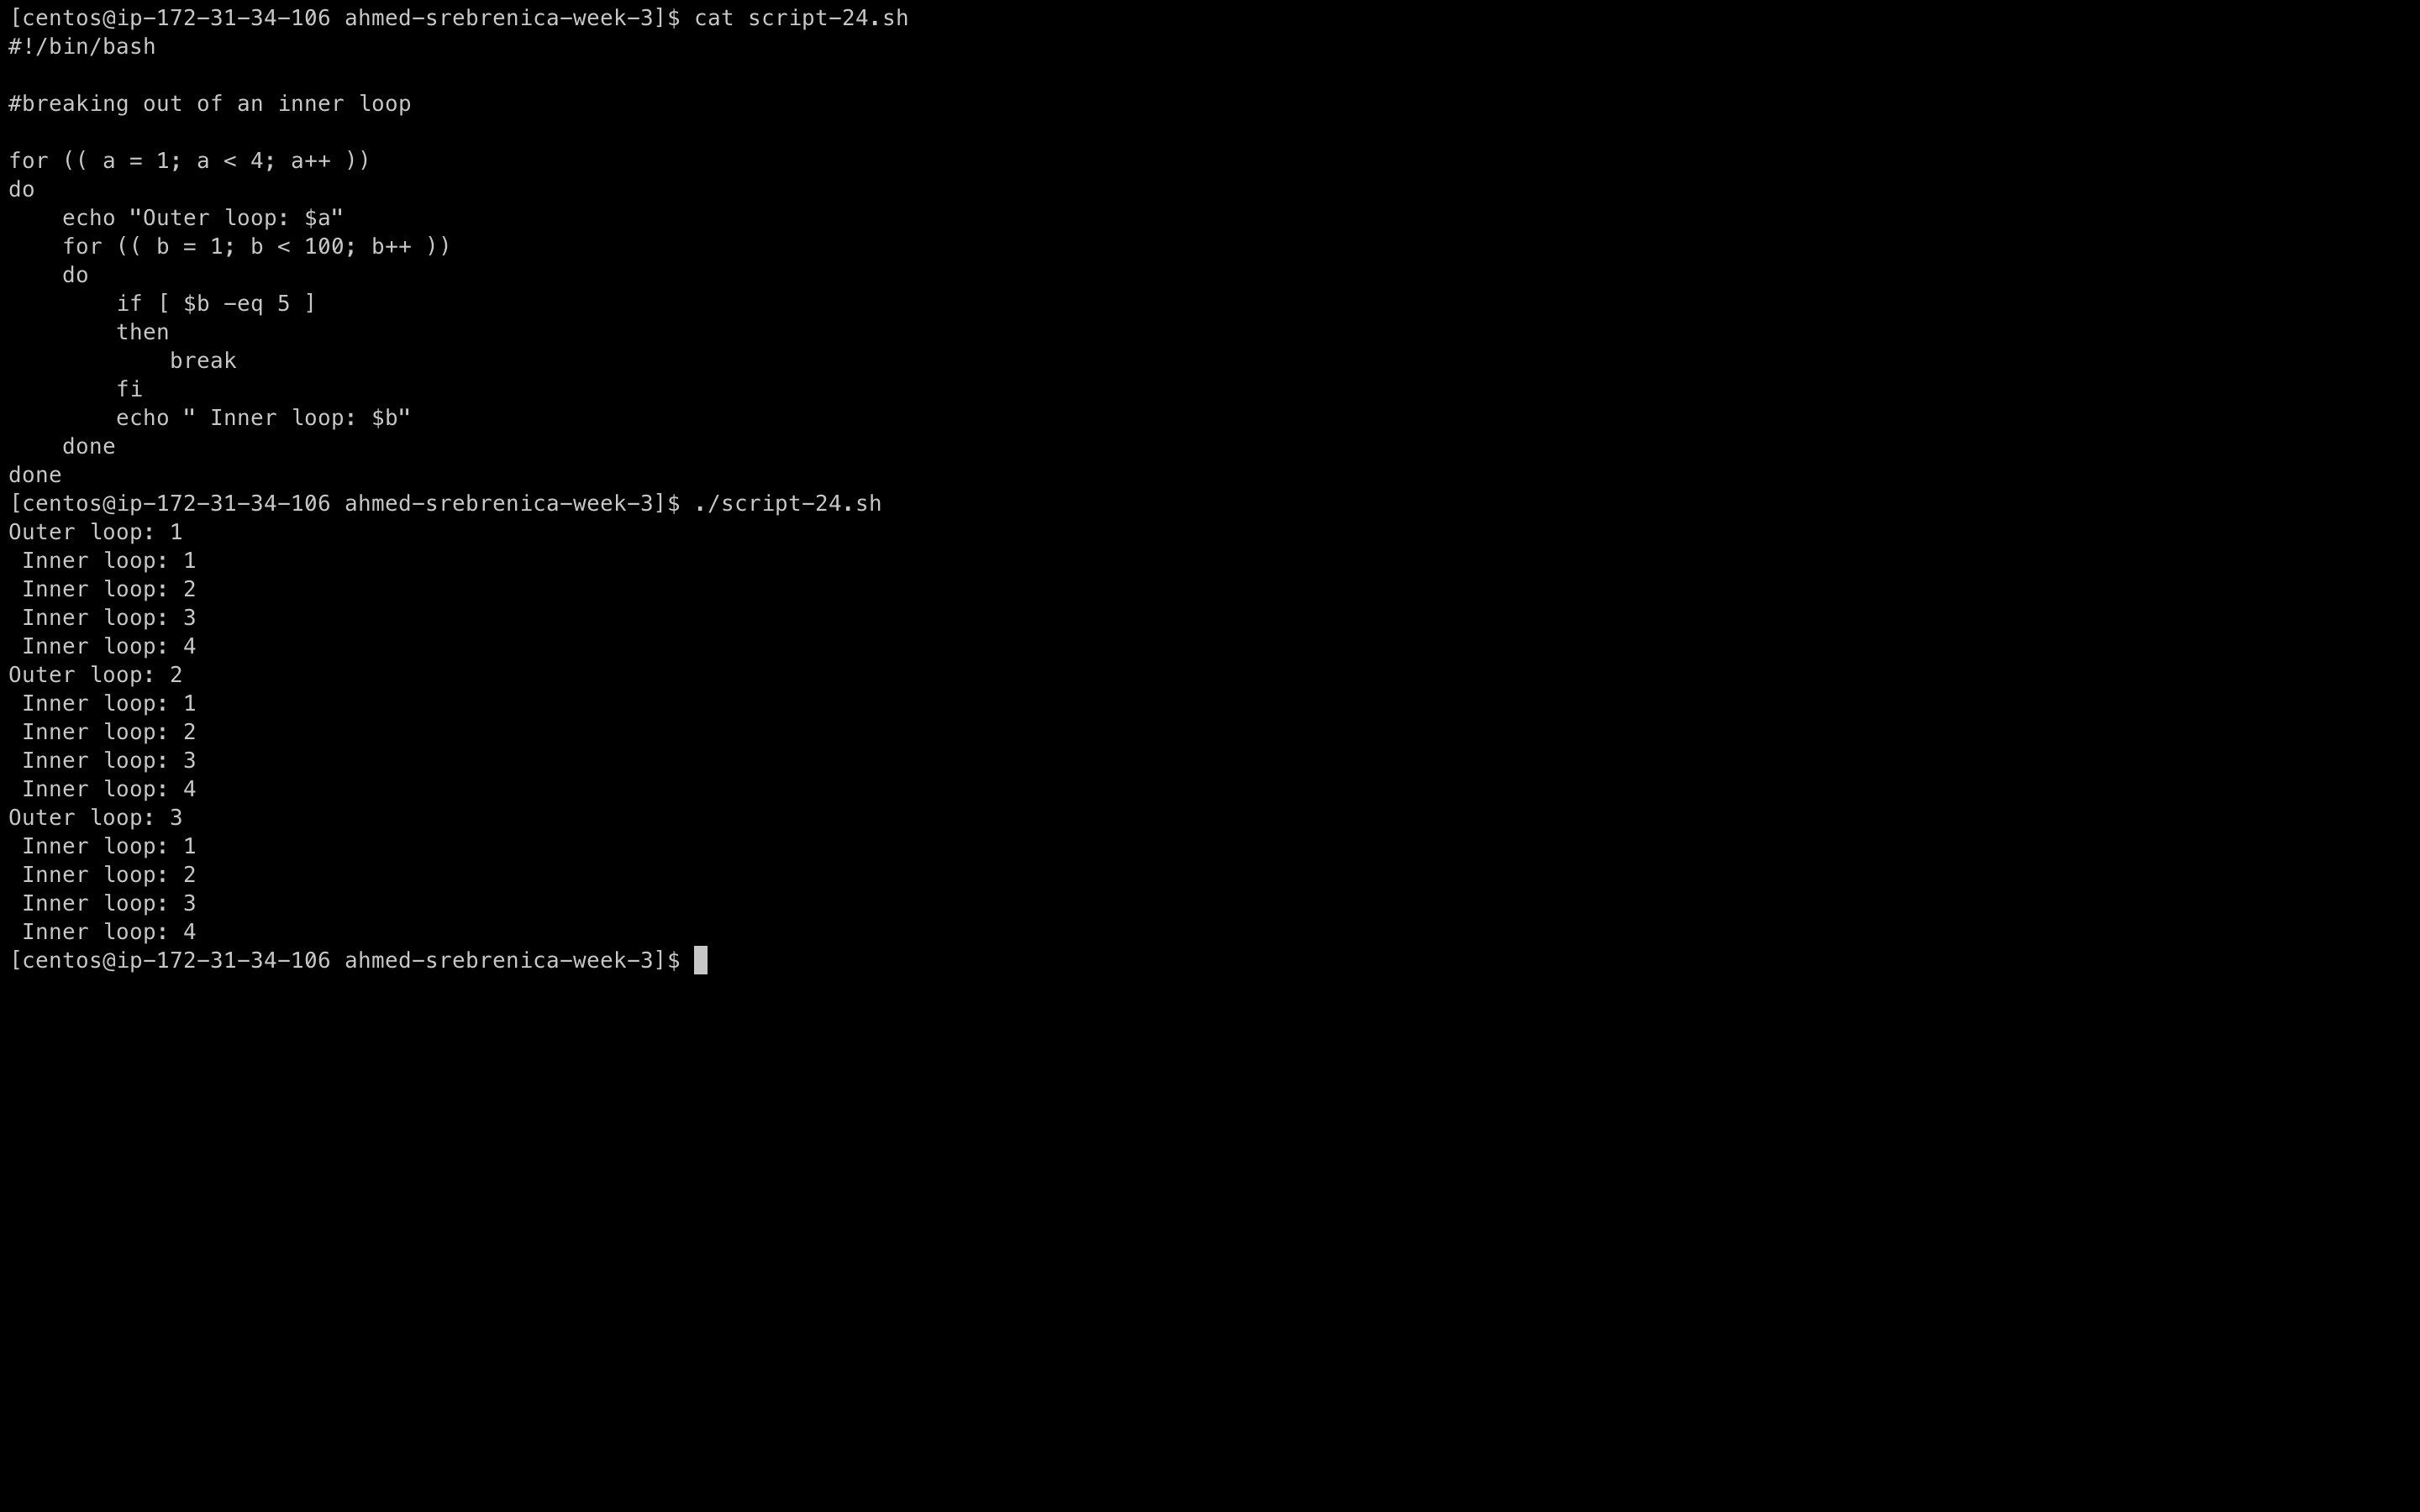 [centos@ip-172-31-34-106 ahmed-srebrenica-week-3]$ cat script-24.sh
#!/bin/bash

#breaking out of an inner loop

for (( a = 1; a < 4; a++ ))
do
    echo "Outer loop: $a"
    for (( b = 1; b < 100; b++ ))
    do
        if [ $b -eq 5 ]
        then
            break
        fi
        echo " Inner loop: $b"
    done
done
[centos@ip-172-31-34-106 ahmed-srebrenica-week-3]$ ./script-24.sh
Outer loop: 1
 Inner loop: 1
 Inner loop: 2
 Inner loop: 3
 Inner loop: 4
Outer loop: 2
 Inner loop: 1
 Inner loop: 2
 Inner loop: 3
 Inner loop: 4
Outer loop: 3
 Inner loop: 1
 Inner loop: 2
 Inner loop: 3
 Inner loop: 4
[centos@ip-172-31-34-106 ahmed-srebrenica-week-3]$